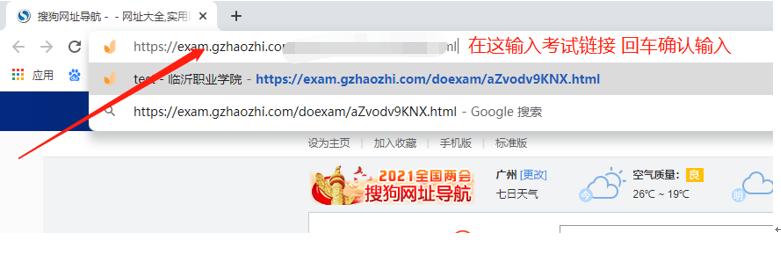 搜狗网址导航 - - 网址大全,实用
https://exam.gzhaozhi.co ml 在这输入考试链接 回车确认输入
应用 百度
test - 临沂职业学院 - https://exam.gzhaozhi.com/doexam/aZvodv9KNX.html
https://exam.gzhaozhi.com/doexam/aZvodv9KNX.html - Google 搜索
设为主页 加入收藏 手机版 标准版
2021全国两会 广州 [更改] 空气质量: 良
搜狗网址导航 七日天气 今 26℃ ~ 19℃ 明